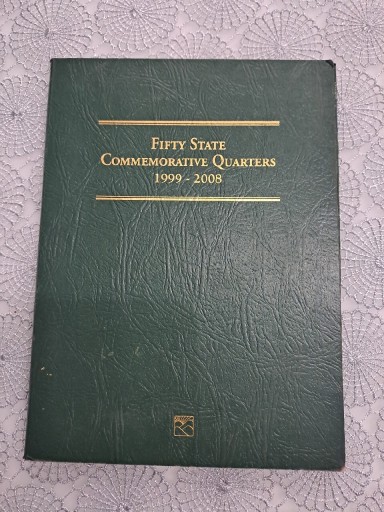 FIFTY STATE
COMMEMORATIVE QUARTERS
1999 - 2008